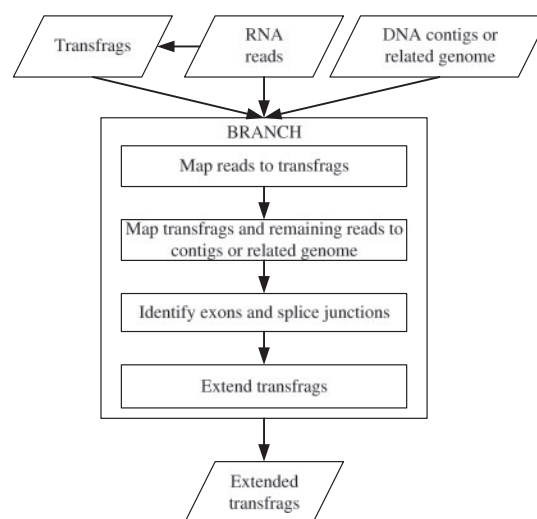 Transfrags
RNA
reads
DNA contigs or
related genome
BRANCH
Map reads to transfrags
Map transfrags and remaining reads to
contigs or related genome
Identify exons and splice junctions
Extend transfrags
Extended
transfrags